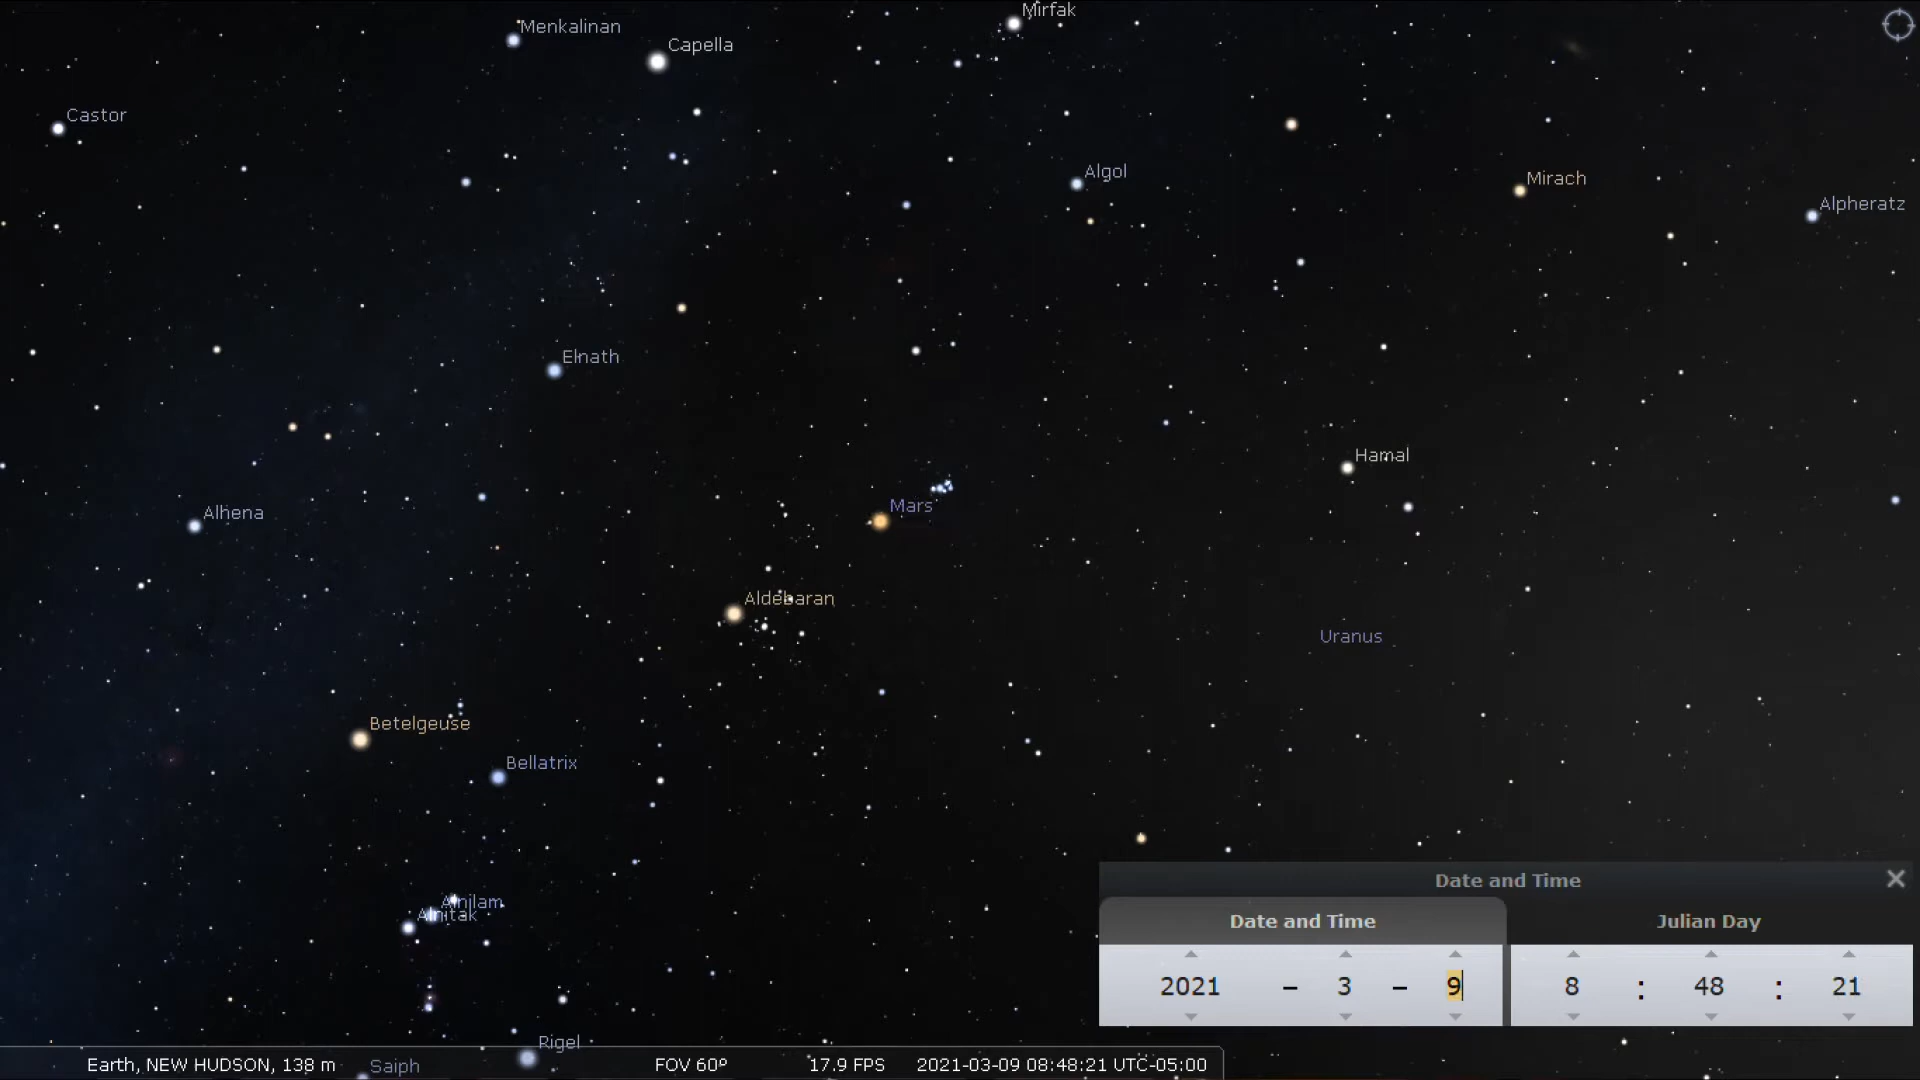 Mirfak
Menkalinan
Capella
Castor
Algol
Mirach
Alpheratz
Elnath
Hamal
Mars
Alhena
Aldebaran
Uranus
Betelgeuse
Bellatrix
Alnilam
Alnitak
Rigel
Saiph
Date and Time
Date and Time
Julian Day
2021 - 3 - 9
8 : 48 : 21
Earth, NEW HUDSON, 138 m
FOV 60º
17.9 FPS
2021-03-09 08:48:21 UTC-05:00